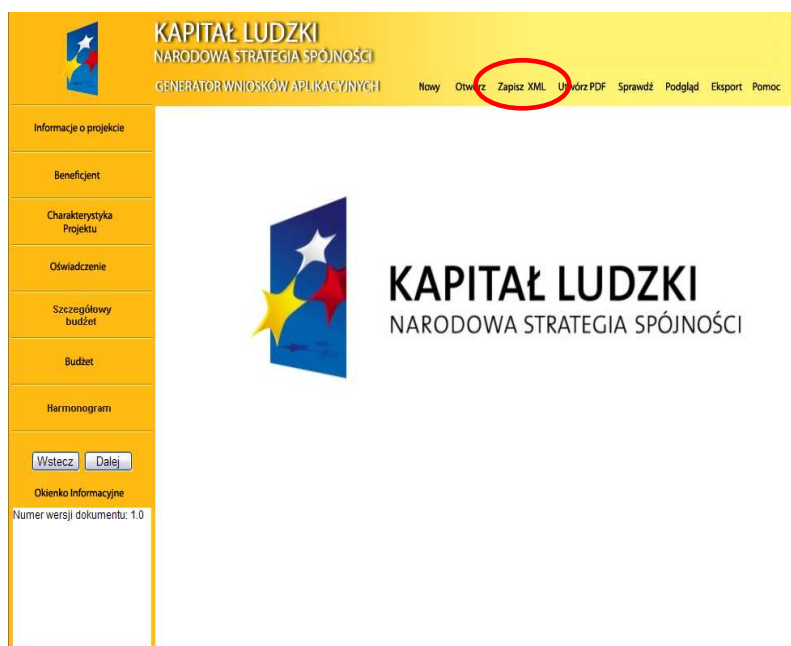 KAPITAŁ LUDZKI
NARODOWA STRATEGIA SPÓJNOŚCI
GENERATOR WNIOSKÓW APLIKACYJNYCH
Nowy Otwórz Zapisz XML Utwórz PDF Sprawdź Podgląd Eksport Pomoc
Informacje o projekcie
Beneficjent
Charakterystyka
Projektu
Oświadczenie
Szczegółowy
budżet
Budżet
Harmonogram
Wstecz Dalej
Okienko Informacyjne
Numer wersji dokumentu: 1.0
KAPITAŁ LUDZKI
NARODOWA STRATEGIA SPÓJNOŚCI